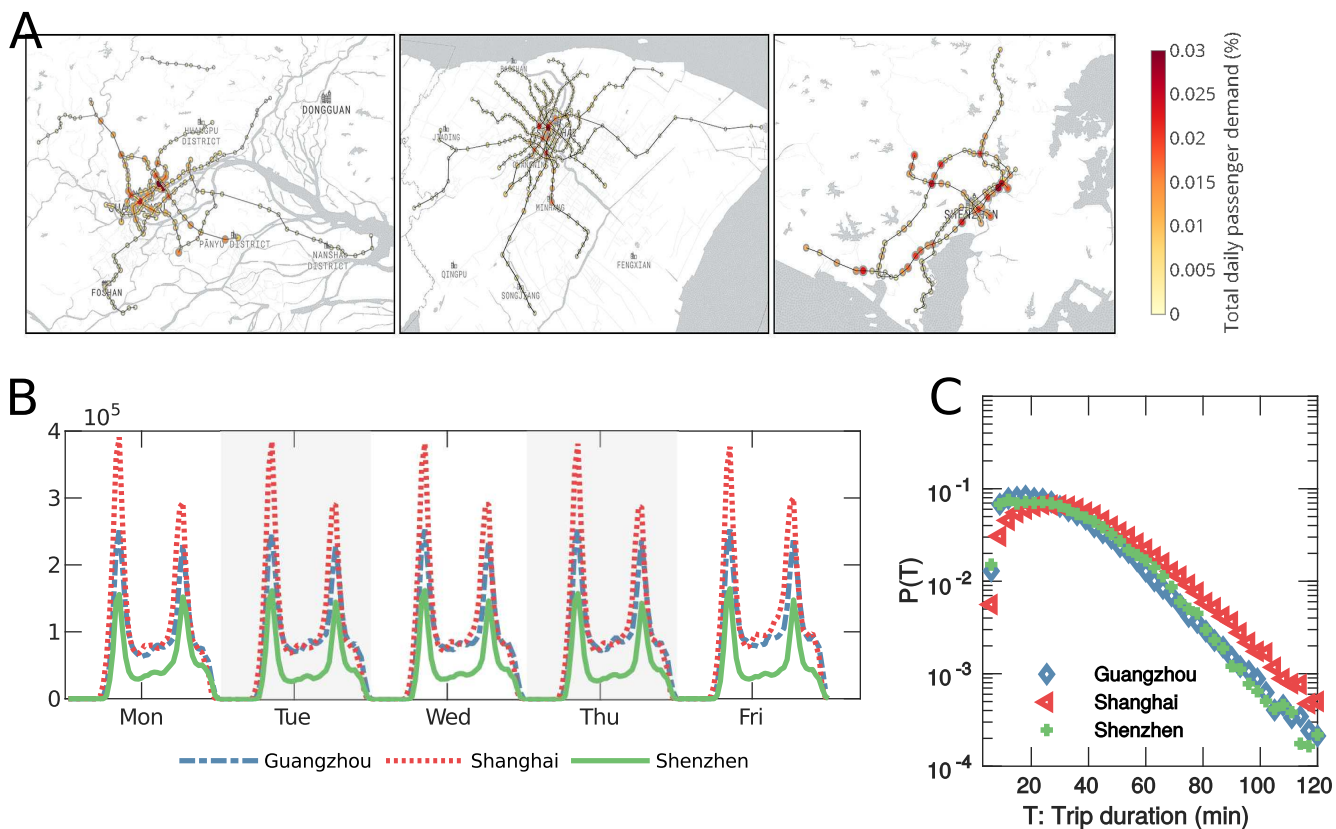 A
DONGGUAN
HUANGPU
DISTRICT
PĀNYU DISTRICT
NANSHA
DISTRICT
FOSHAN
BAOSHAN
JIADING
MINHANG
QINGPU
SONGJIANG
FENGXIAN
SHENZHEN
0.03
0.025
0.02
0.015
0.01
0.005
0
Total daily passenger demand (%)
B
10^5
4
3
2
1
0
Mon Tue Wed Thu Fri
Guangzhou Shanghai Shenzhen
C
P(T)
10^-1
10^-2
10^-3
10^-4
Guangzhou
Shanghai
Shenzhen
20 40 60 80 100 120
T: Trip duration (min)